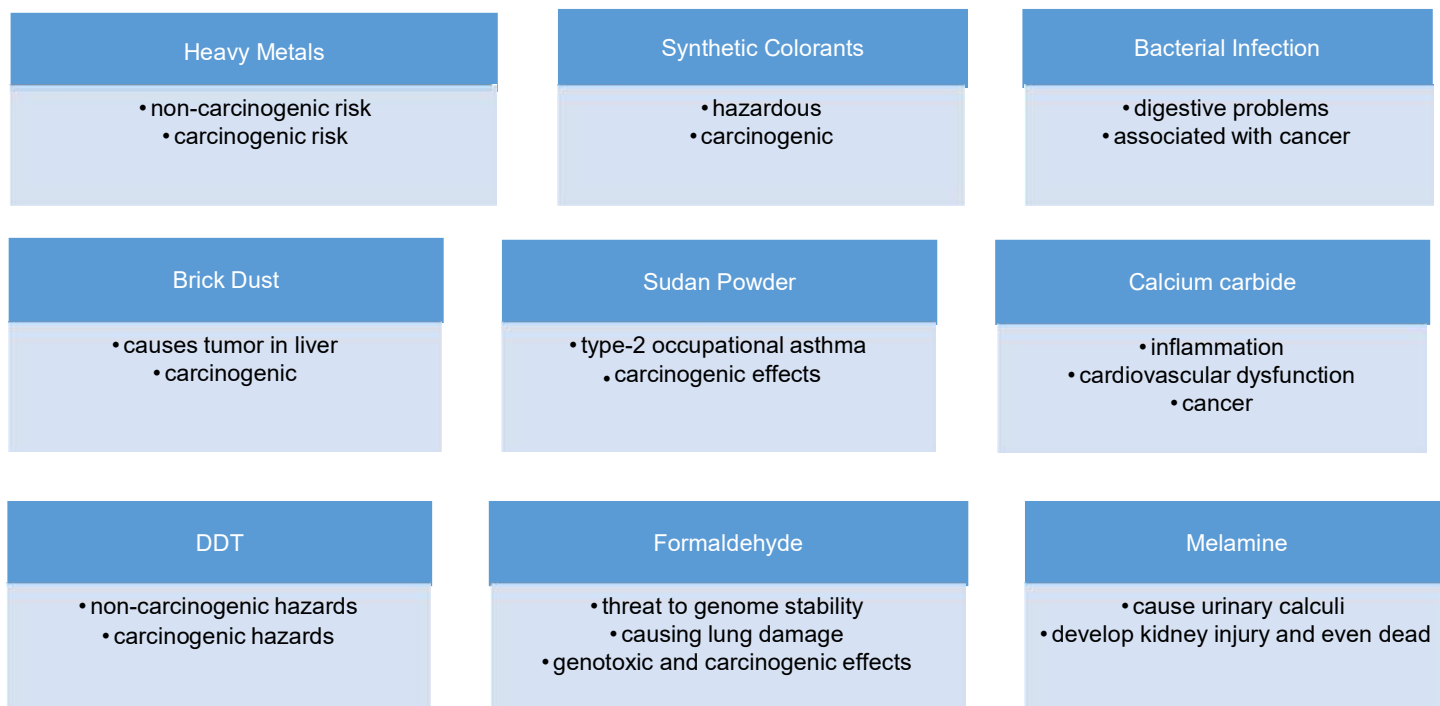 Heavy Metals
• non-carcinogenic risk
• carcinogenic risk
Synthetic Colorants
• hazardous
• carcinogenic
Bacterial Infection
• digestive problems
• associated with cancer
Brick Dust
• causes tumor in liver
• carcinogenic
Sudan Powder
• type-2 occupational asthma
• carcinogenic effects
Calcium carbide
• inflammation
• cardiovascular dysfunction
• cancer
DDT
• non-carcinogenic hazards
• carcinogenic hazards
Formaldehyde
• threat to genome stability
• causing lung damage
• genotoxic and carcinogenic effects
Melamine
• cause urinary calculi
• develop kidney injury and even dead